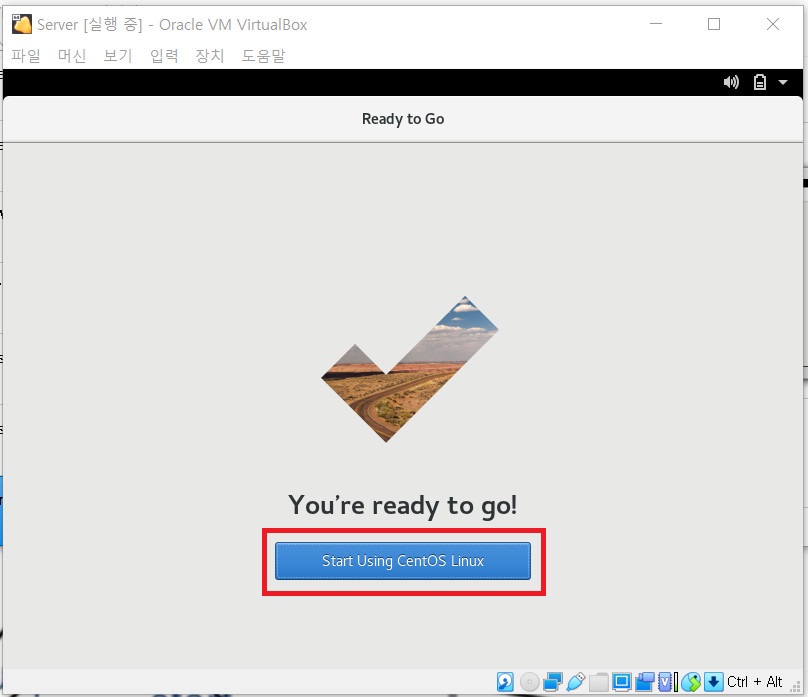 Server [실행 중] - Oracle VM VirtualBox
파일 머신 보기 입력 장치 도움말
Ready to Go
You're ready to go!
Start Using CentOS Linux
Ctrl + Alt